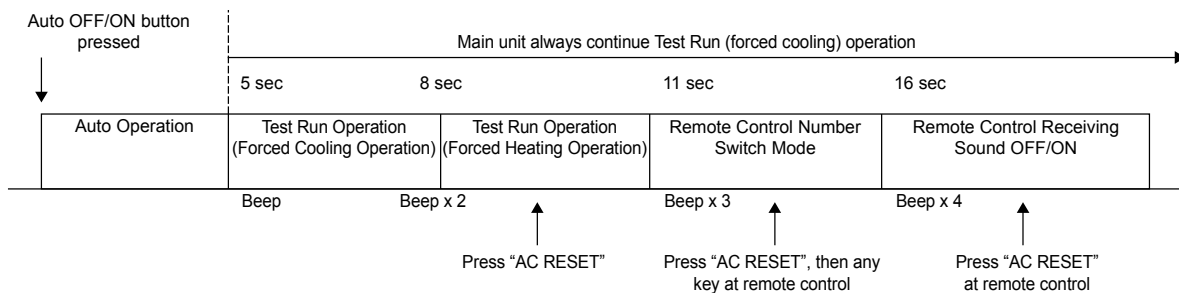 Auto OFF/ON button
pressed
Main unit always continue Test Run (forced cooling) operation
5 sec
8 sec
11 sec
16 sec
Auto Operation
Test Run Operation
(Forced Cooling Operation)
Test Run Operation
(Forced Heating Operation)
Remote Control Number
Switch Mode
Remote Control Receiving
Sound OFF/ON
Beep
Beep x 2
Beep x 3
Beep x 4
Press “AC RESET”
Press “AC RESET”, then any
key at remote control
Press “AC RESET”
at remote control